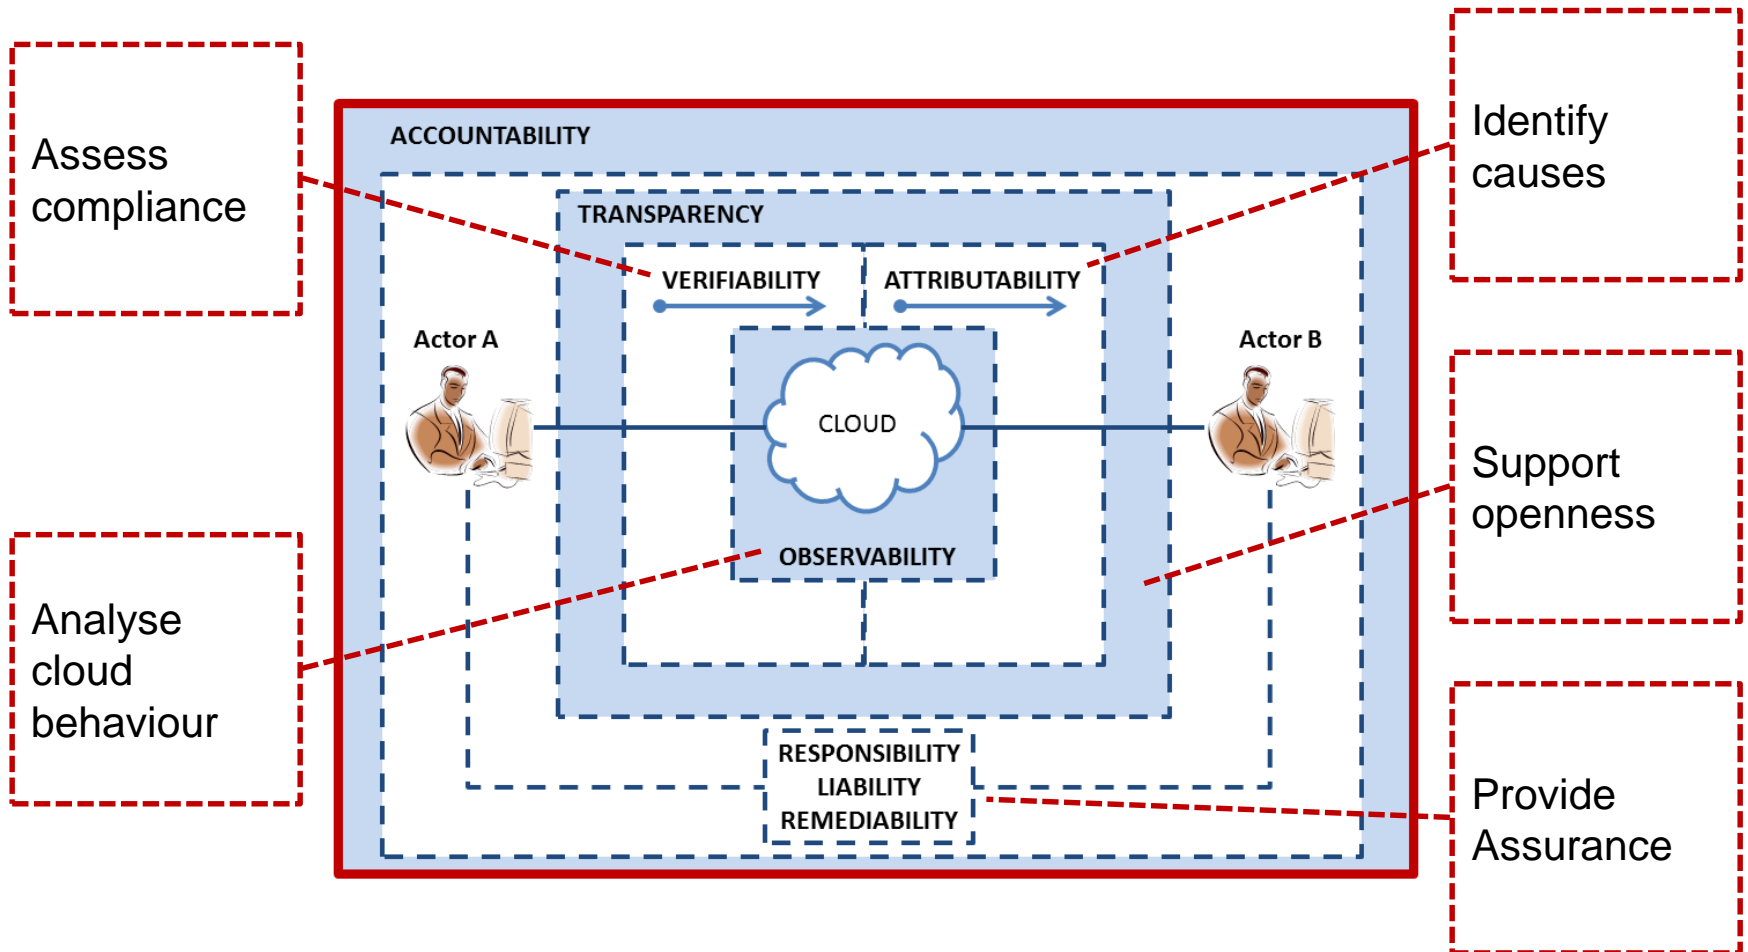 Assess
compliance
Identify
causes
ACCOUNTABILITY
TRANSPARENCY
VERIFIABILITY
ATTRIBUTABILITY
Actor A
Actor B
CLOUD
OBSERVABILITY
Support
openness
Analyse
cloud
behaviour
RESPONSIBILITY
LIABILITY
REMEDIABILITY
Provide
Assurance